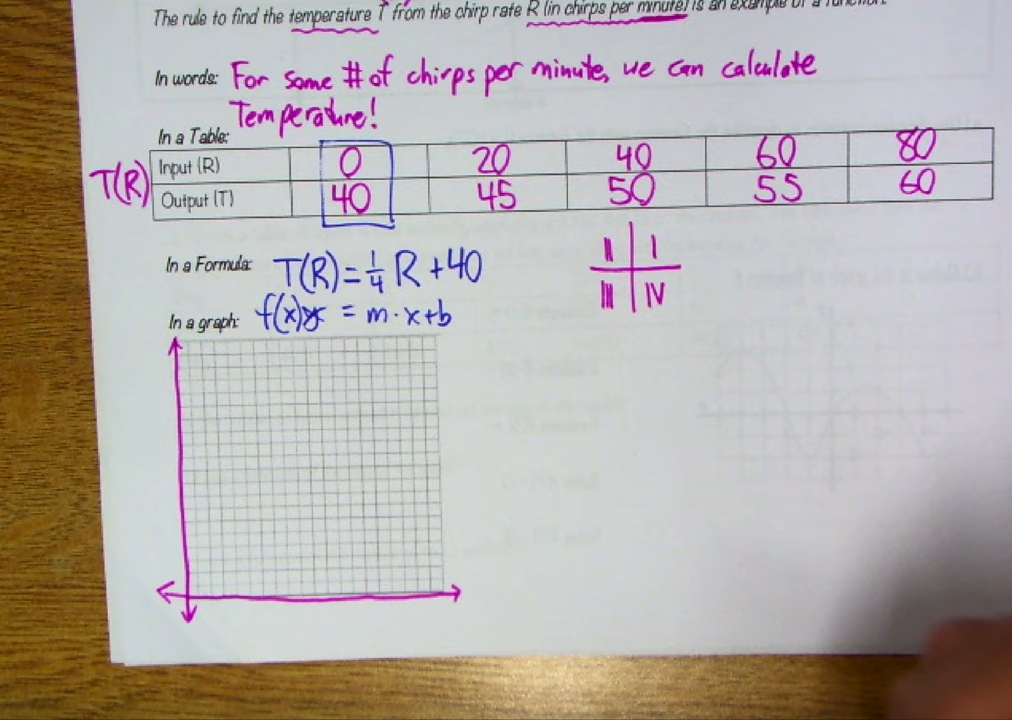 The rule to find the temperature T from the chirp rate R (in chirps per minute) is an example of a function.
In words: For some # of chirps per minute, we can calculate
Temperature!
In a Table:
T(R)
Input (R) 0 20 40 60 80
Output (T) 40 45 50 55 60
II I
III IV
In a Formula: T(R) = 1/4 R + 40
In a graph: f(x) = m · x + b